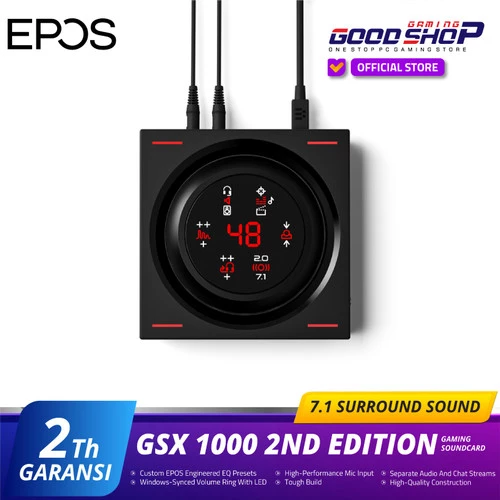 EPOS
GAMING
GOODSHOP
ONE STOP PC GAMING STORE
OFFICIAL STORE
++
+
48
2.0
((O))
7.1
++
+
7.1 SURROUND SOUND
2Th
GARANSI
GSX 1000 2ND EDITION
GAMING
SOUNDCARD
• Custom EPOS Engineered EQ Presets
• High-Performance Mic Input
• Separate Audio And Chat Streams
• Windows-Synced Volume Ring With LED
• Tough Build
• High-Quality Construction